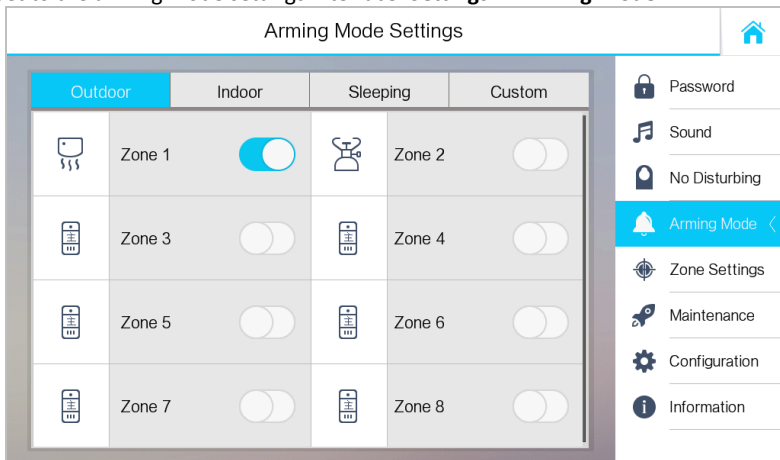 Arming Mode Settings
Outdoor Indoor Sleeping Custom
Zone 1 Zone 2
Zone 3 Zone 4
Zone 5 Zone 6
Zone 7 Zone 8
Password
Sound
No Disturbing
Arming Mode
Zone Settings
Maintenance
Configuration
Information